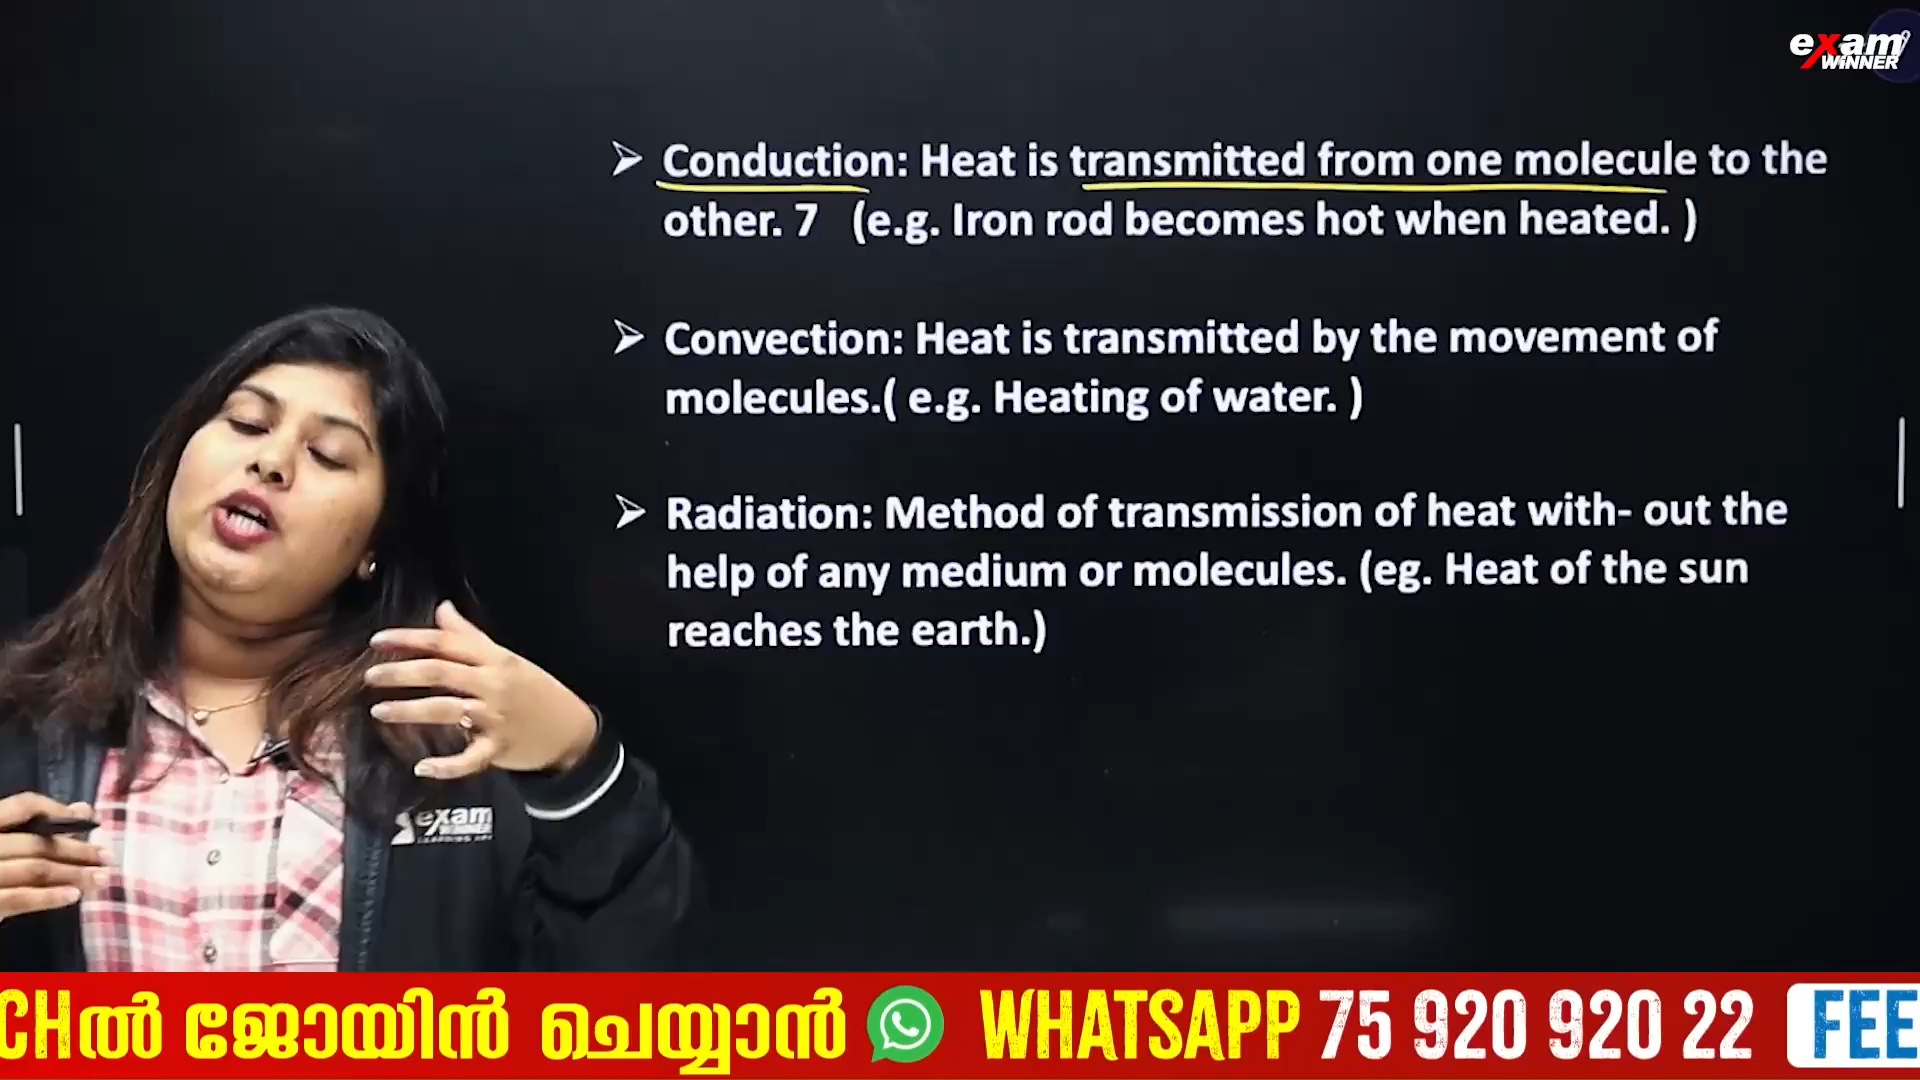 exam
WINNER
➢ Conduction: Heat is transmitted from one molecule to the
other. 7 (e.g. Iron rod becomes hot when heated. )
➢ Convection: Heat is transmitted by the movement of
molecules.( e.g. Heating of water. )
➢ Radiation: Method of transmission of heat with- out the
help of any medium or molecules. (eg. Heat of the sun
reaches the earth.)
exam
WINNER
LEARNING APP
CHൽ ജോയിൻ ചെയ്യാൻ WHATSAPP 75 920 920 22 FEE